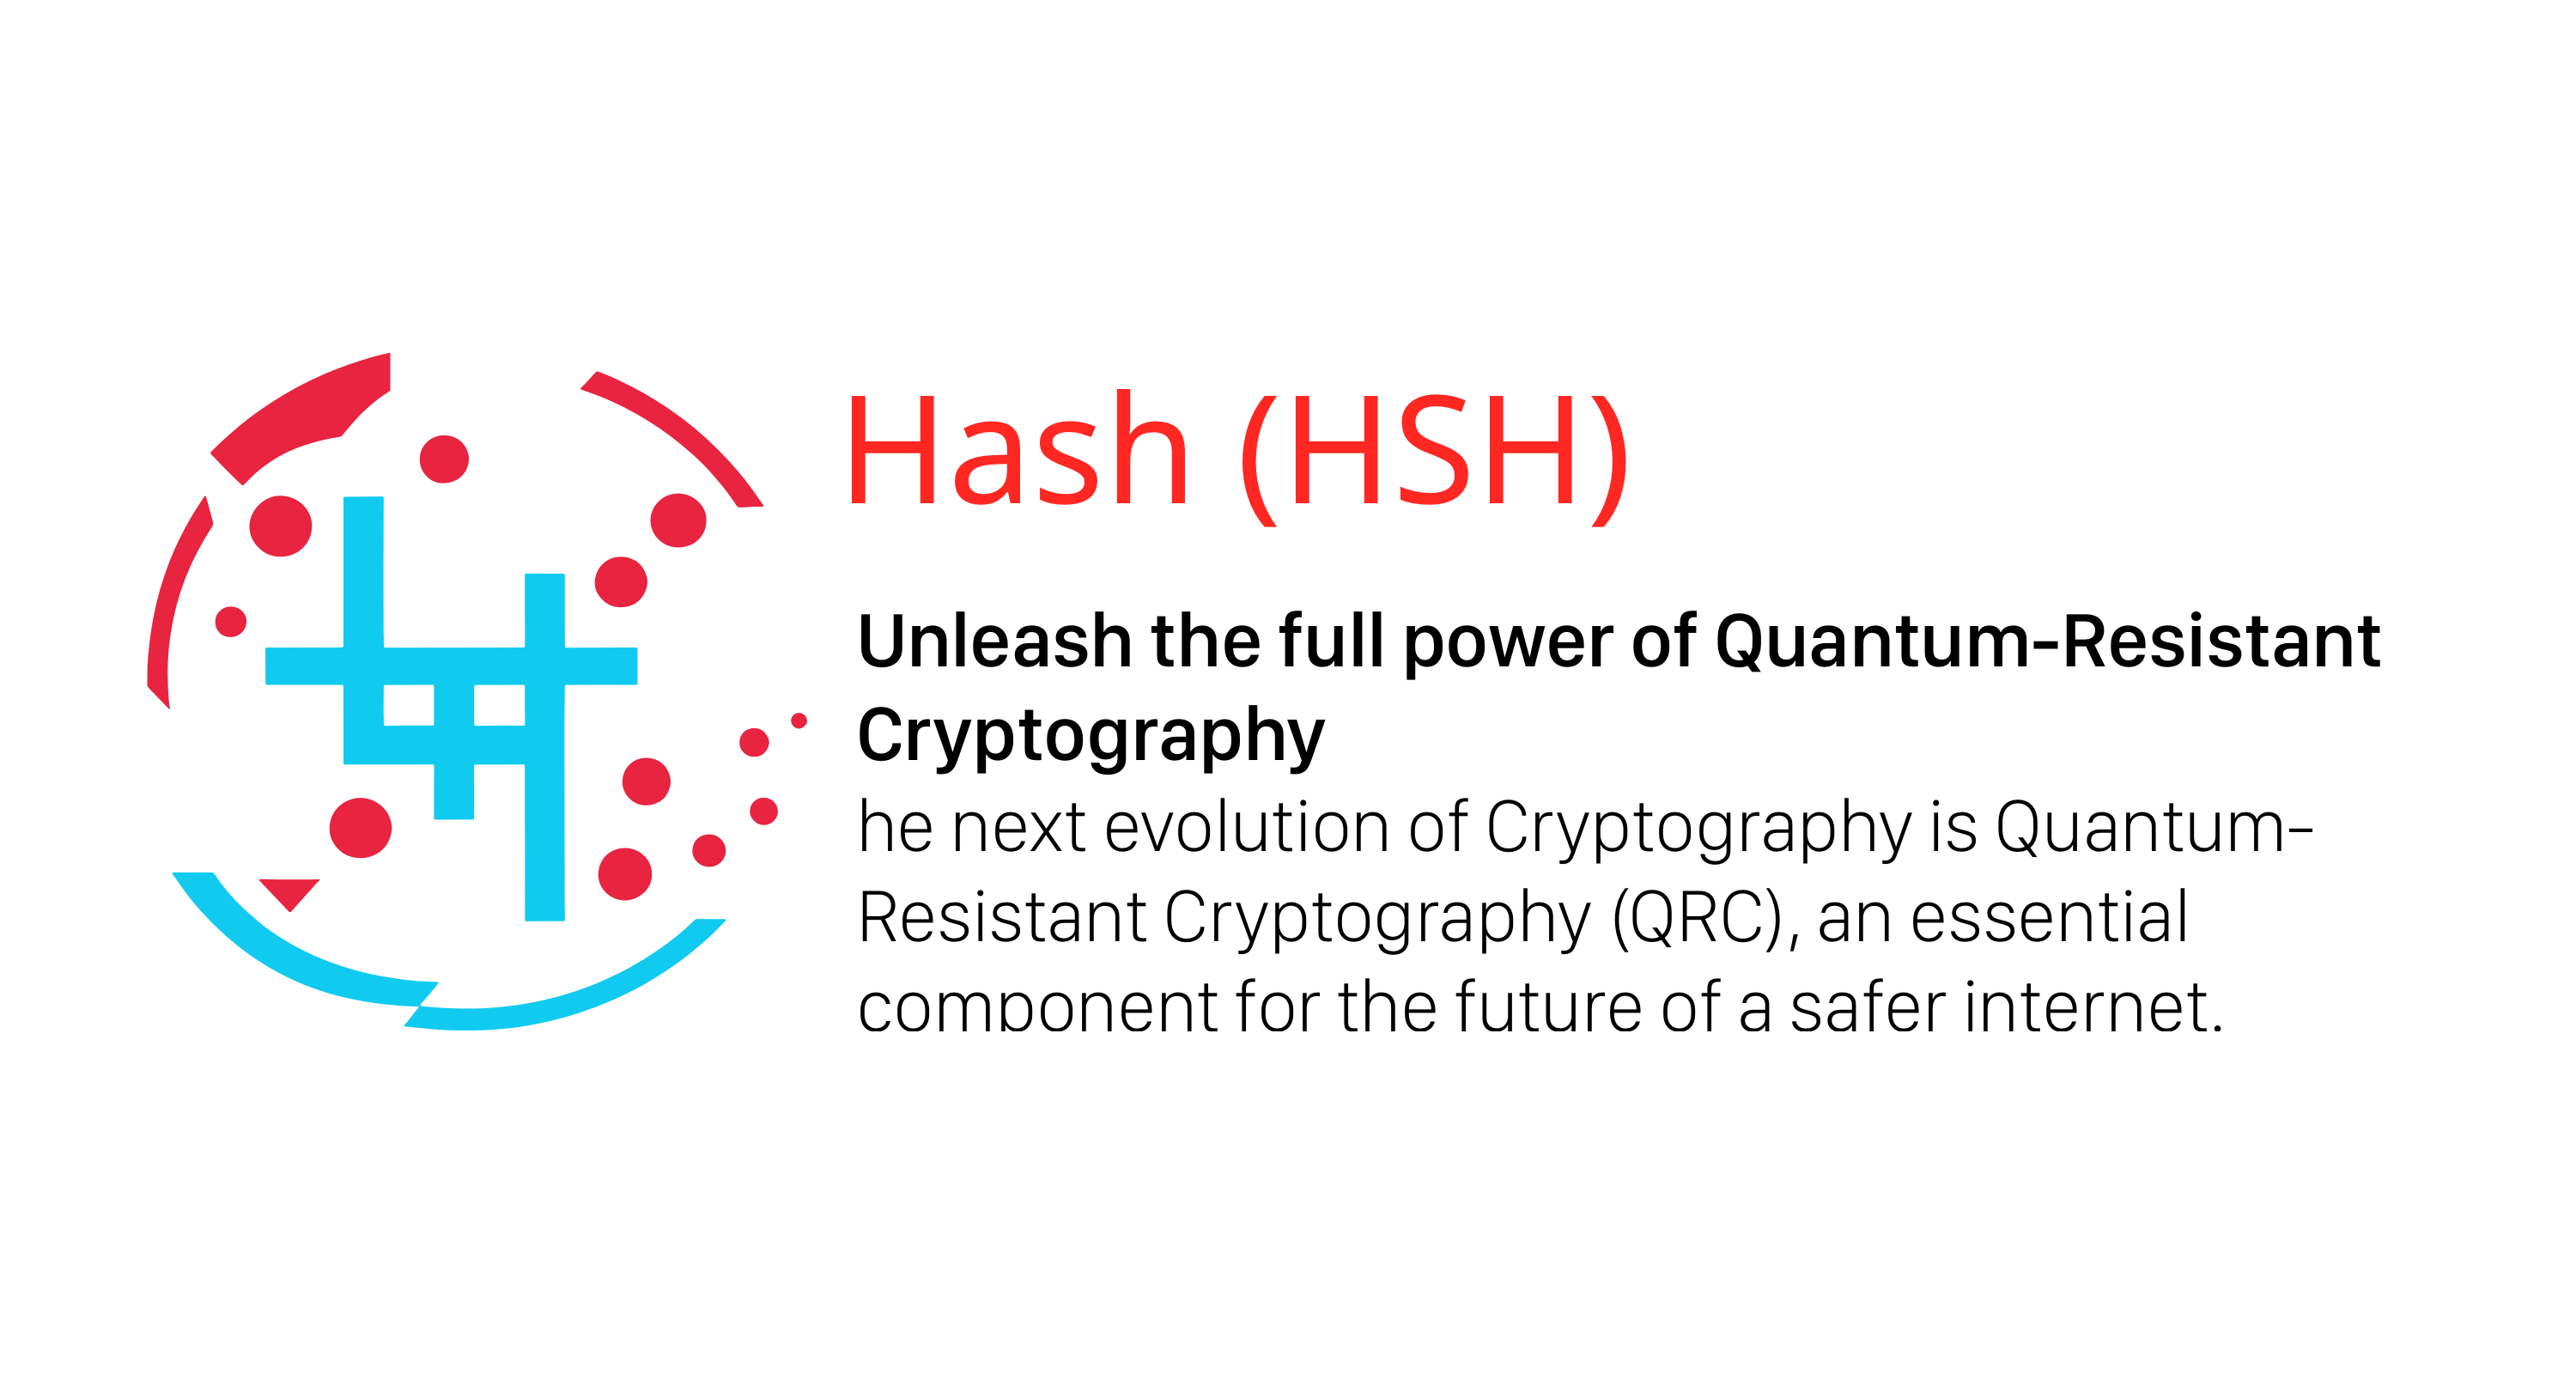 Hash (HSH)
Unleash the full power of Quantum-Resistant
Cryptography
he next evolution of Cryptography is Quantum-
Resistant Cryptography (QRC), an essential
component for the future of a safer internet.